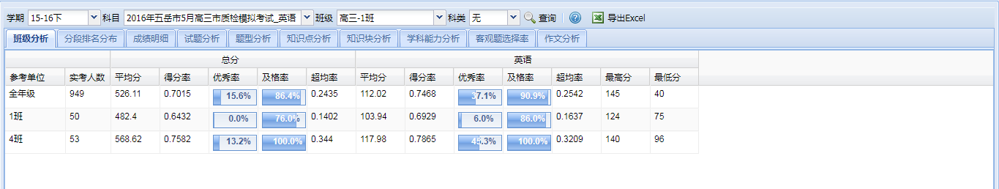 学期 15-16下 科目 2016年五岳市5月高三市质检模拟考试_英语 班级 高三-1班 科类 无 查询 导出Excel
班级分析 分段排名分布 成绩明细 试题分析 题型分析 知识点分析 知识块分析 学科能力分析 客观题选择率 作文分析
总分 英语
参考单位 实考人数 平均分 得分率 优秀率 及格率 超均率 平均分 得分率 优秀率 及格率 超均率 最高分 最低分
全年级 949 526.11 0.7015 15.6% 86.4% 0.2435 112.02 0.7468 37.1% 90.9% 0.2542 145 40
1班 50 482.4 0.6432 0.0% 76.0% 0.1402 103.94 0.6929 6.0% 86.0% 0.1637 124 75
4班 53 568.62 0.7582 13.2% 100.0% 0.344 117.98 0.7865 45.3% 100.0% 0.3209 140 96